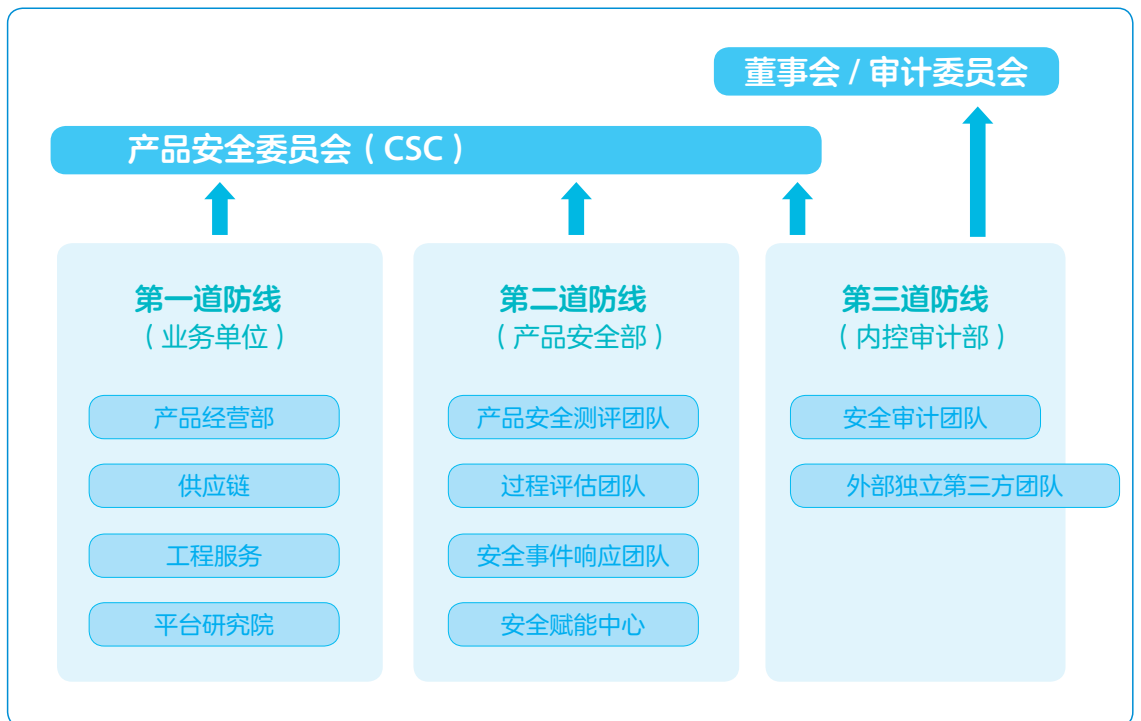 董事会 / 审计委员会
产品安全委员会（CSC）
第一道防线
（业务单位）
产品经营部
供应链
工程服务
平台研究院
第二道防线
（产品安全部）
产品安全测评团队
过程评估团队
安全事件响应团队
安全赋能中心
第三道防线
（内控审计部）
安全审计团队
外部独立第三方团队